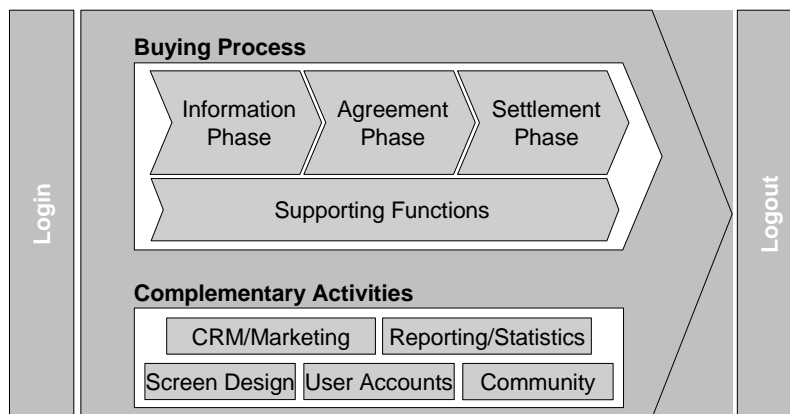 Login
Buying Process
Information
Phase
Agreement
Phase
Settlement
Phase
Supporting Functions
Complementary Activities
CRM/Marketing
Reporting/Statistics
Screen Design
User Accounts
Community
Logout